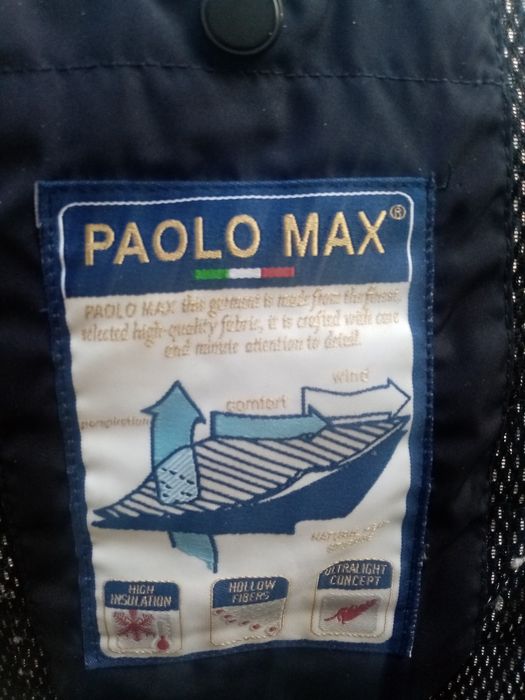 PAOLO MAX®
PAOLO MAX this garment is made from the finest,
selected high-quality fabric, it is crafted with care
and minute attention to detail.
wind
comfort
perspiration
HIGH
INSULATION
HOLLOW
FIBERS
ULTRALIGHT
CONCEPT